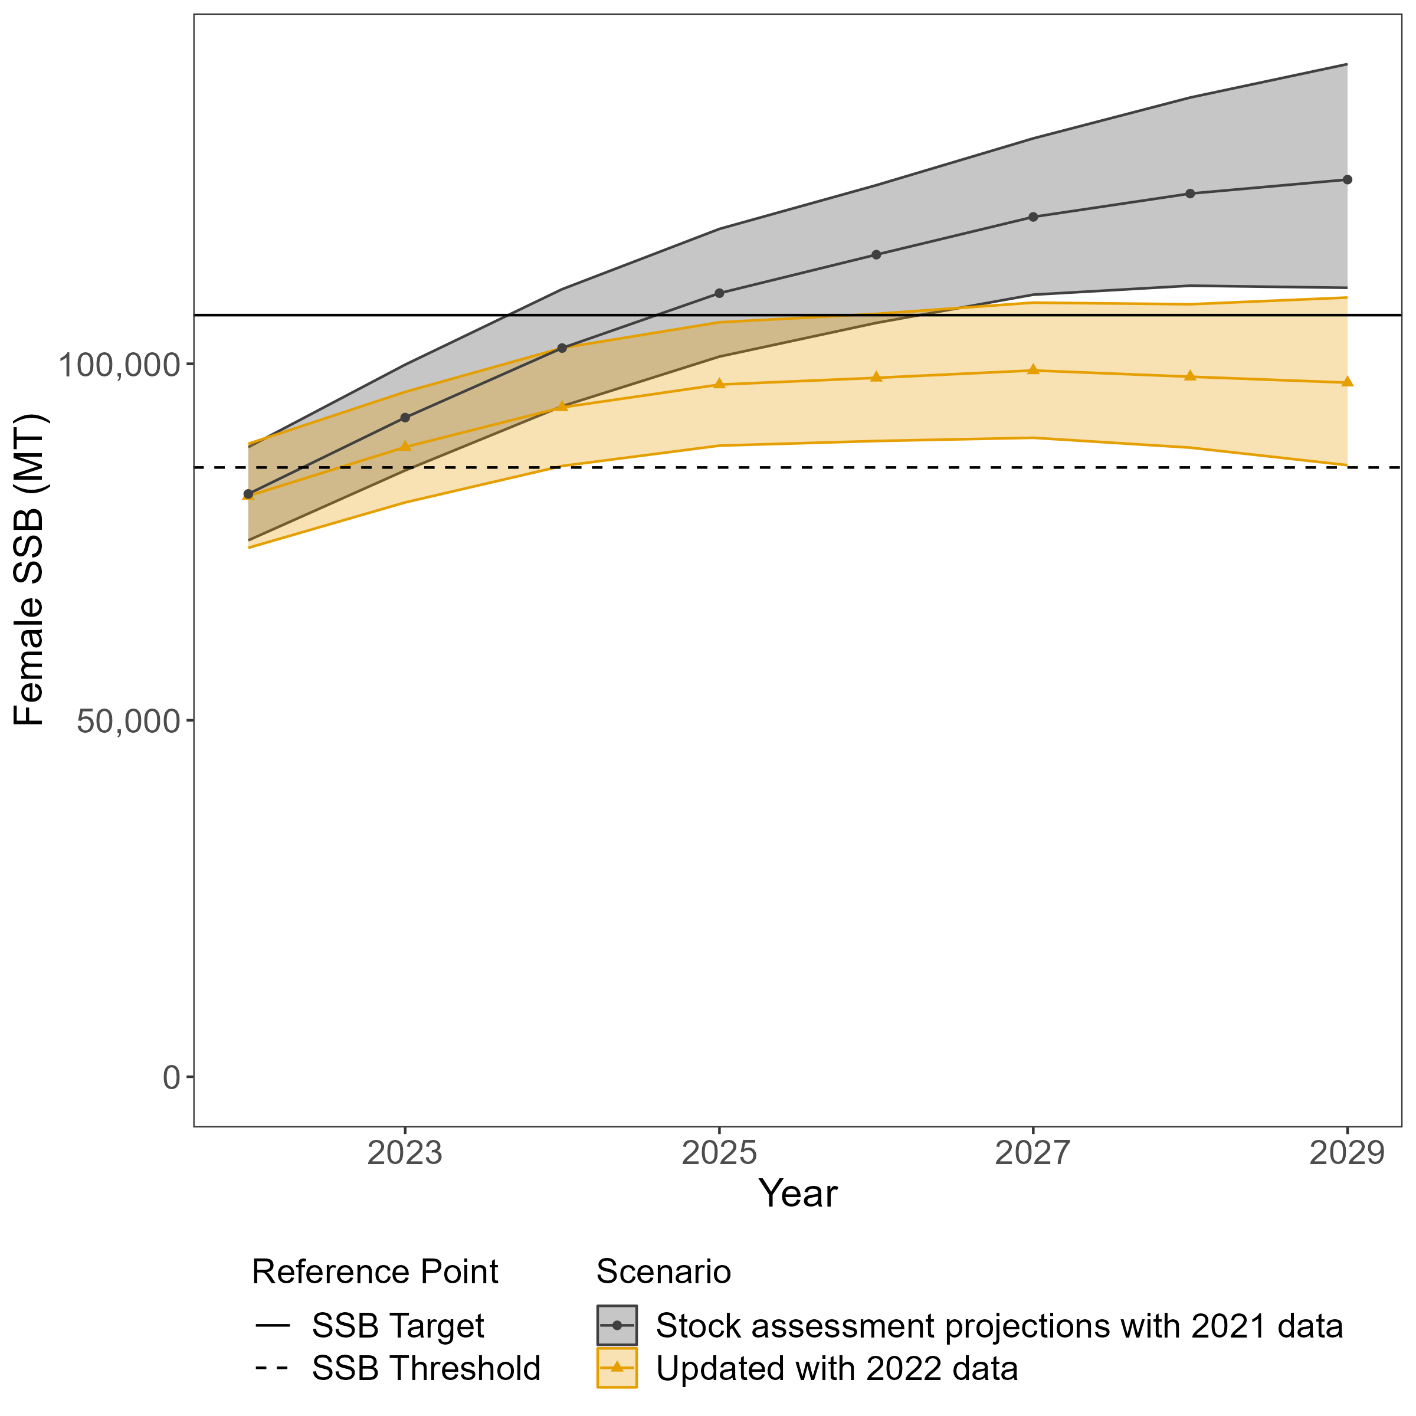 Female SSB (MT)
100,000
50,000
0
2023
2025
2027
2029
Year
Reference Point
SSB Target
SSB Threshold
Scenario
Stock assessment projections with 2021 data
Updated with 2022 data